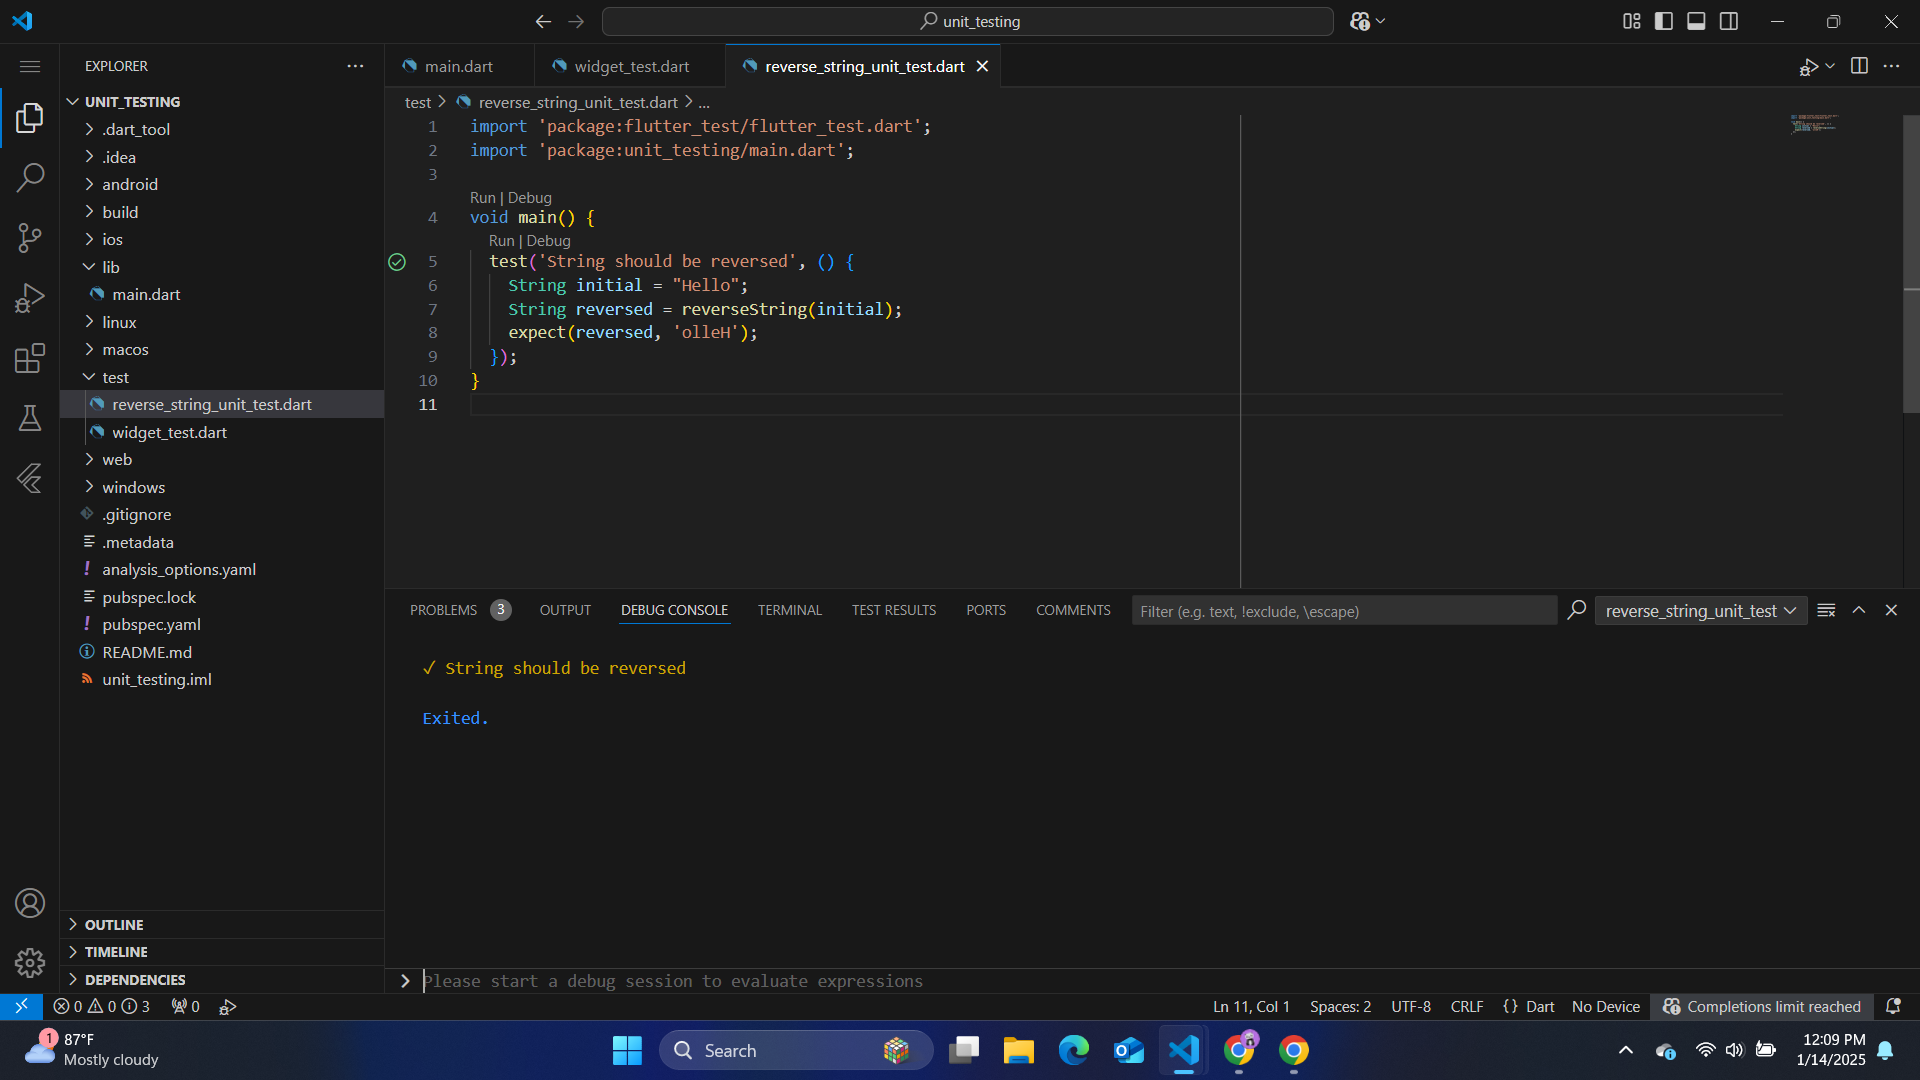 unit_testing
EXPLORER
UNIT_TESTING
.dart_tool
.idea
android
build
ios
lib
main.dart
linux
macos
test
reverse_string_unit_test.dart
widget_test.dart
web
windows
.gitignore
.metadata
analysis_options.yaml
pubspec.lock
pubspec.yaml
README.md
unit_testing.iml
OUTLINE
TIMELINE
DEPENDENCIES
main.dart widget_test.dart reverse_string_unit_test.dart
test > reverse_string_unit_test.dart > ...
1 import 'package:flutter_test/flutter_test.dart';
2 import 'package:unit_testing/main.dart';
3
Run | Debug
4 void main() {
Run | Debug
5 test('String should be reversed', () {
6 String initial = "Hello";
7 String reversed = reverseString(initial);
8 expect(reversed, 'olleH');
9 });
10 }
11
PROBLEMS 3 OUTPUT DEBUG CONSOLE TERMINAL TEST RESULTS PORTS COMMENTS Filter (e.g. text, !exclude, \escape) reverse_string_unit_test
✓ String should be reversed
Exited.
Please start a debug session to evaluate expressions
0 0 3 0 Ln 11, Col 1 Spaces: 2 UTF-8 CRLF {} Dart No Device Completions limit reached
1 87°F
Mostly cloudy
Search
12:09 PM
1/14/2025